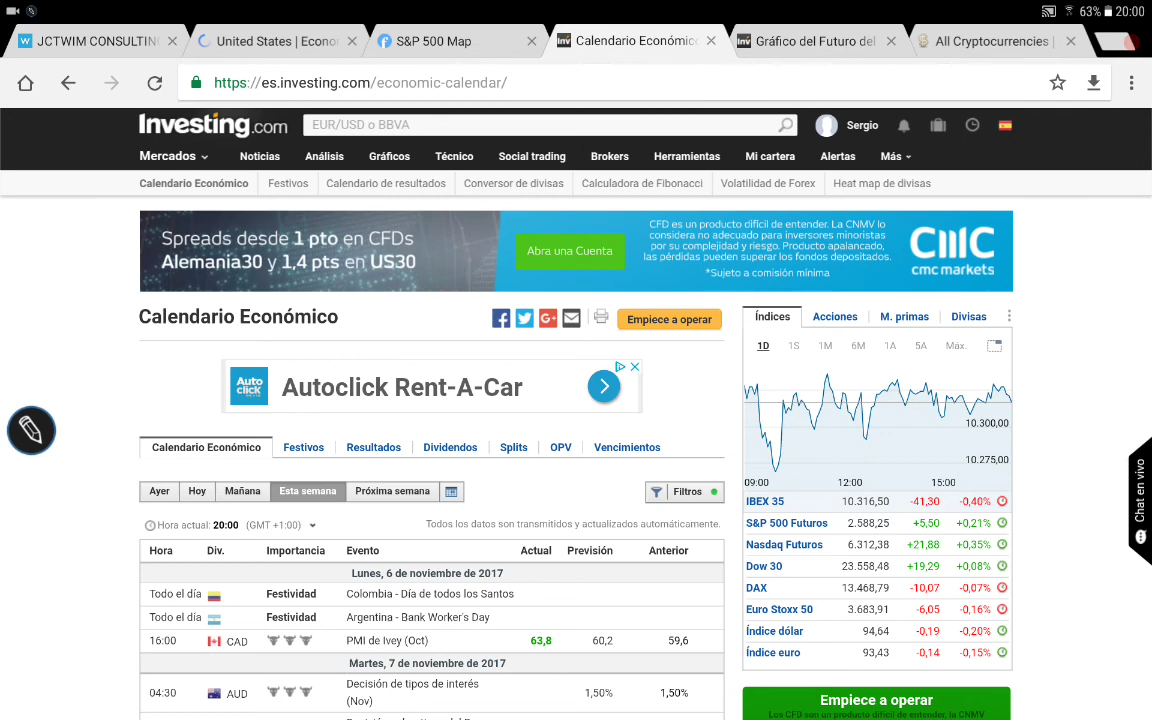 63% 20:00
JCTWIM CONSULTIN
United States | Econo
S&P 500 Map
Calendario Económico
Gráfico del Futuro del
All Cryptocurrencies |
https://es.investing.com/economic-calendar/
Investing.com
EUR/USD o BBVA
Sergio
Mercados Noticias Análisis Gráficos Técnico Social trading Brokers Herramientas Mi cartera Alertas Más
Calendario Económico Festivos Calendario de resultados Conversor de divisas Calculadora de Fibonacci Volatilidad de Forex Heat map de divisas
Spreads desde 1 pto en CFDs
Alemania30 y 1,4 pts en US30
Abra una Cuenta
CFD es un producto difícil de entender. La CNMV lo
considera no adecuado para inversores minoristas
por su complejidad y riesgo. Producto apalancado,
las pérdidas pueden superar los fondos depositados.
*Sujeto a comisión mínima
cmc
cmc markets
Calendario Económico
Empiece a operar
Auto
click
Autoclick Rent-A-Car
Calendario Económico Festivos Resultados Dividendos Splits OPV Vencimientos
Ayer Hoy Mañana Esta semana Próxima semana
Filtros
Hora actual: 20:00 (GMT +1:00)
Todos los datos son transmitidos y actualizados automáticamente.
Hora Div. Importancia Evento Actual Previsión Anterior
Lunes, 6 de noviembre de 2017
Todo el día Festividad Colombia - Día de todos los Santos
Todo el día Festividad Argentina - Bank Worker's Day
16:00 CAD PMI de Ivey (Oct) 63,8 60,2 59,6
Martes, 7 de noviembre de 2017
04:30 AUD Decisión de tipos de interés
(Nov) 1,50% 1,50%
Índices Acciones M. primas Divisas
1D 1S 1M 6M 1A 5A Máx.
10.300,00
10.275,00
09:00 12:00 15:00
IBEX 35 10.316,50 -41,30 -0,40%
S&P 500 Futuros 2.588,25 +5,50 +0,21%
Nasdaq Futuros 6.312,38 +21,88 +0,35%
Dow 30 23.558,48 +19,29 +0,08%
DAX 13.468,79 -10,07 -0,07%
Euro Stoxx 50 3.683,91 -6,05 -0,16%
Índice dólar 94,64 -0,19 -0,20%
Índice euro 93,43 -0,14 -0,15%
Empiece a operar
Los CFD son un producto difícil de entender, la CNMV
Chat en vivo